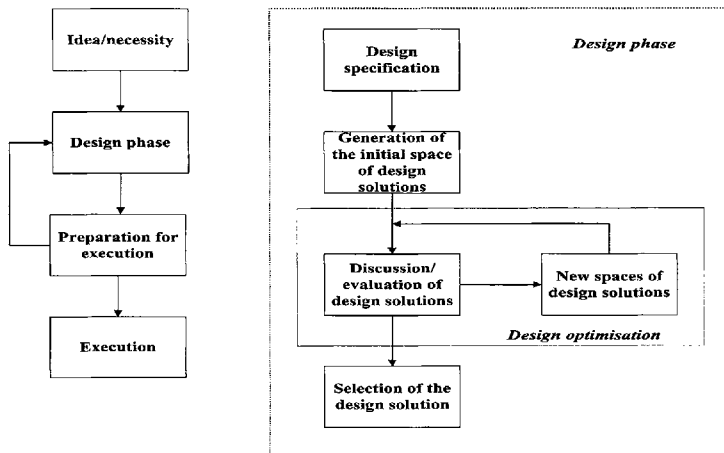 Idea/necessity
Design phase
Preparation for
execution
Execution
Design phase
Design
specification
Generation of
the initial space
of design
solutions
Discussion/
evaluation of
design solutions
New spaces of
design solutions
Design optimisation
Selection of the
design solution